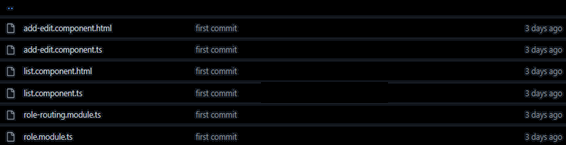 ..
add-edit.component.html first commit 3 days ago
add-edit.component.ts first commit 3 days ago
list.component.html first commit 3 days ago
list.component.ts first commit 3 days ago
role-routing.module.ts first commit 3 days ago
role.module.ts first commit 3 days ago